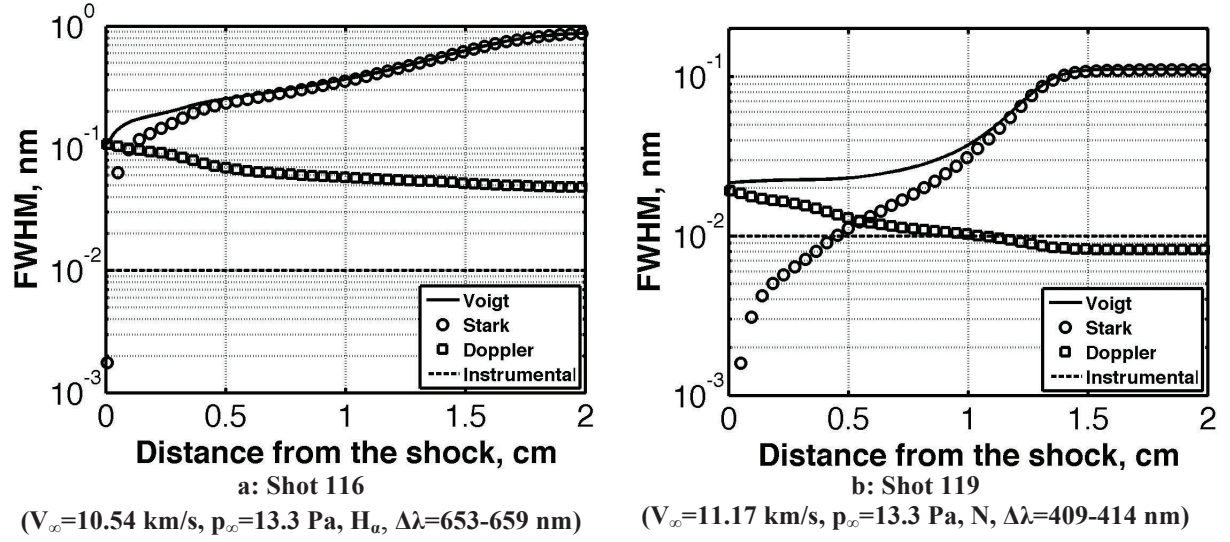 10⁰
10⁻¹
10⁻²
10⁻³
FWHM, nm
Voigt
Stark
Doppler
Instrumental
0 0.5 1 1.5 2
Distance from the shock, cm
a: Shot 116
(V∞=10.54 km/s, p∞=13.3 Pa, Hα, Δλ=653-659 nm)
10⁻¹
10⁻²
10⁻³
FWHM, nm
Voigt
Stark
Doppler
Instrumental
0 0.5 1 1.5 2
Distance from the shock, cm
b: Shot 119
(V∞=11.17 km/s, p∞=13.3 Pa, N, Δλ=409-414 nm)